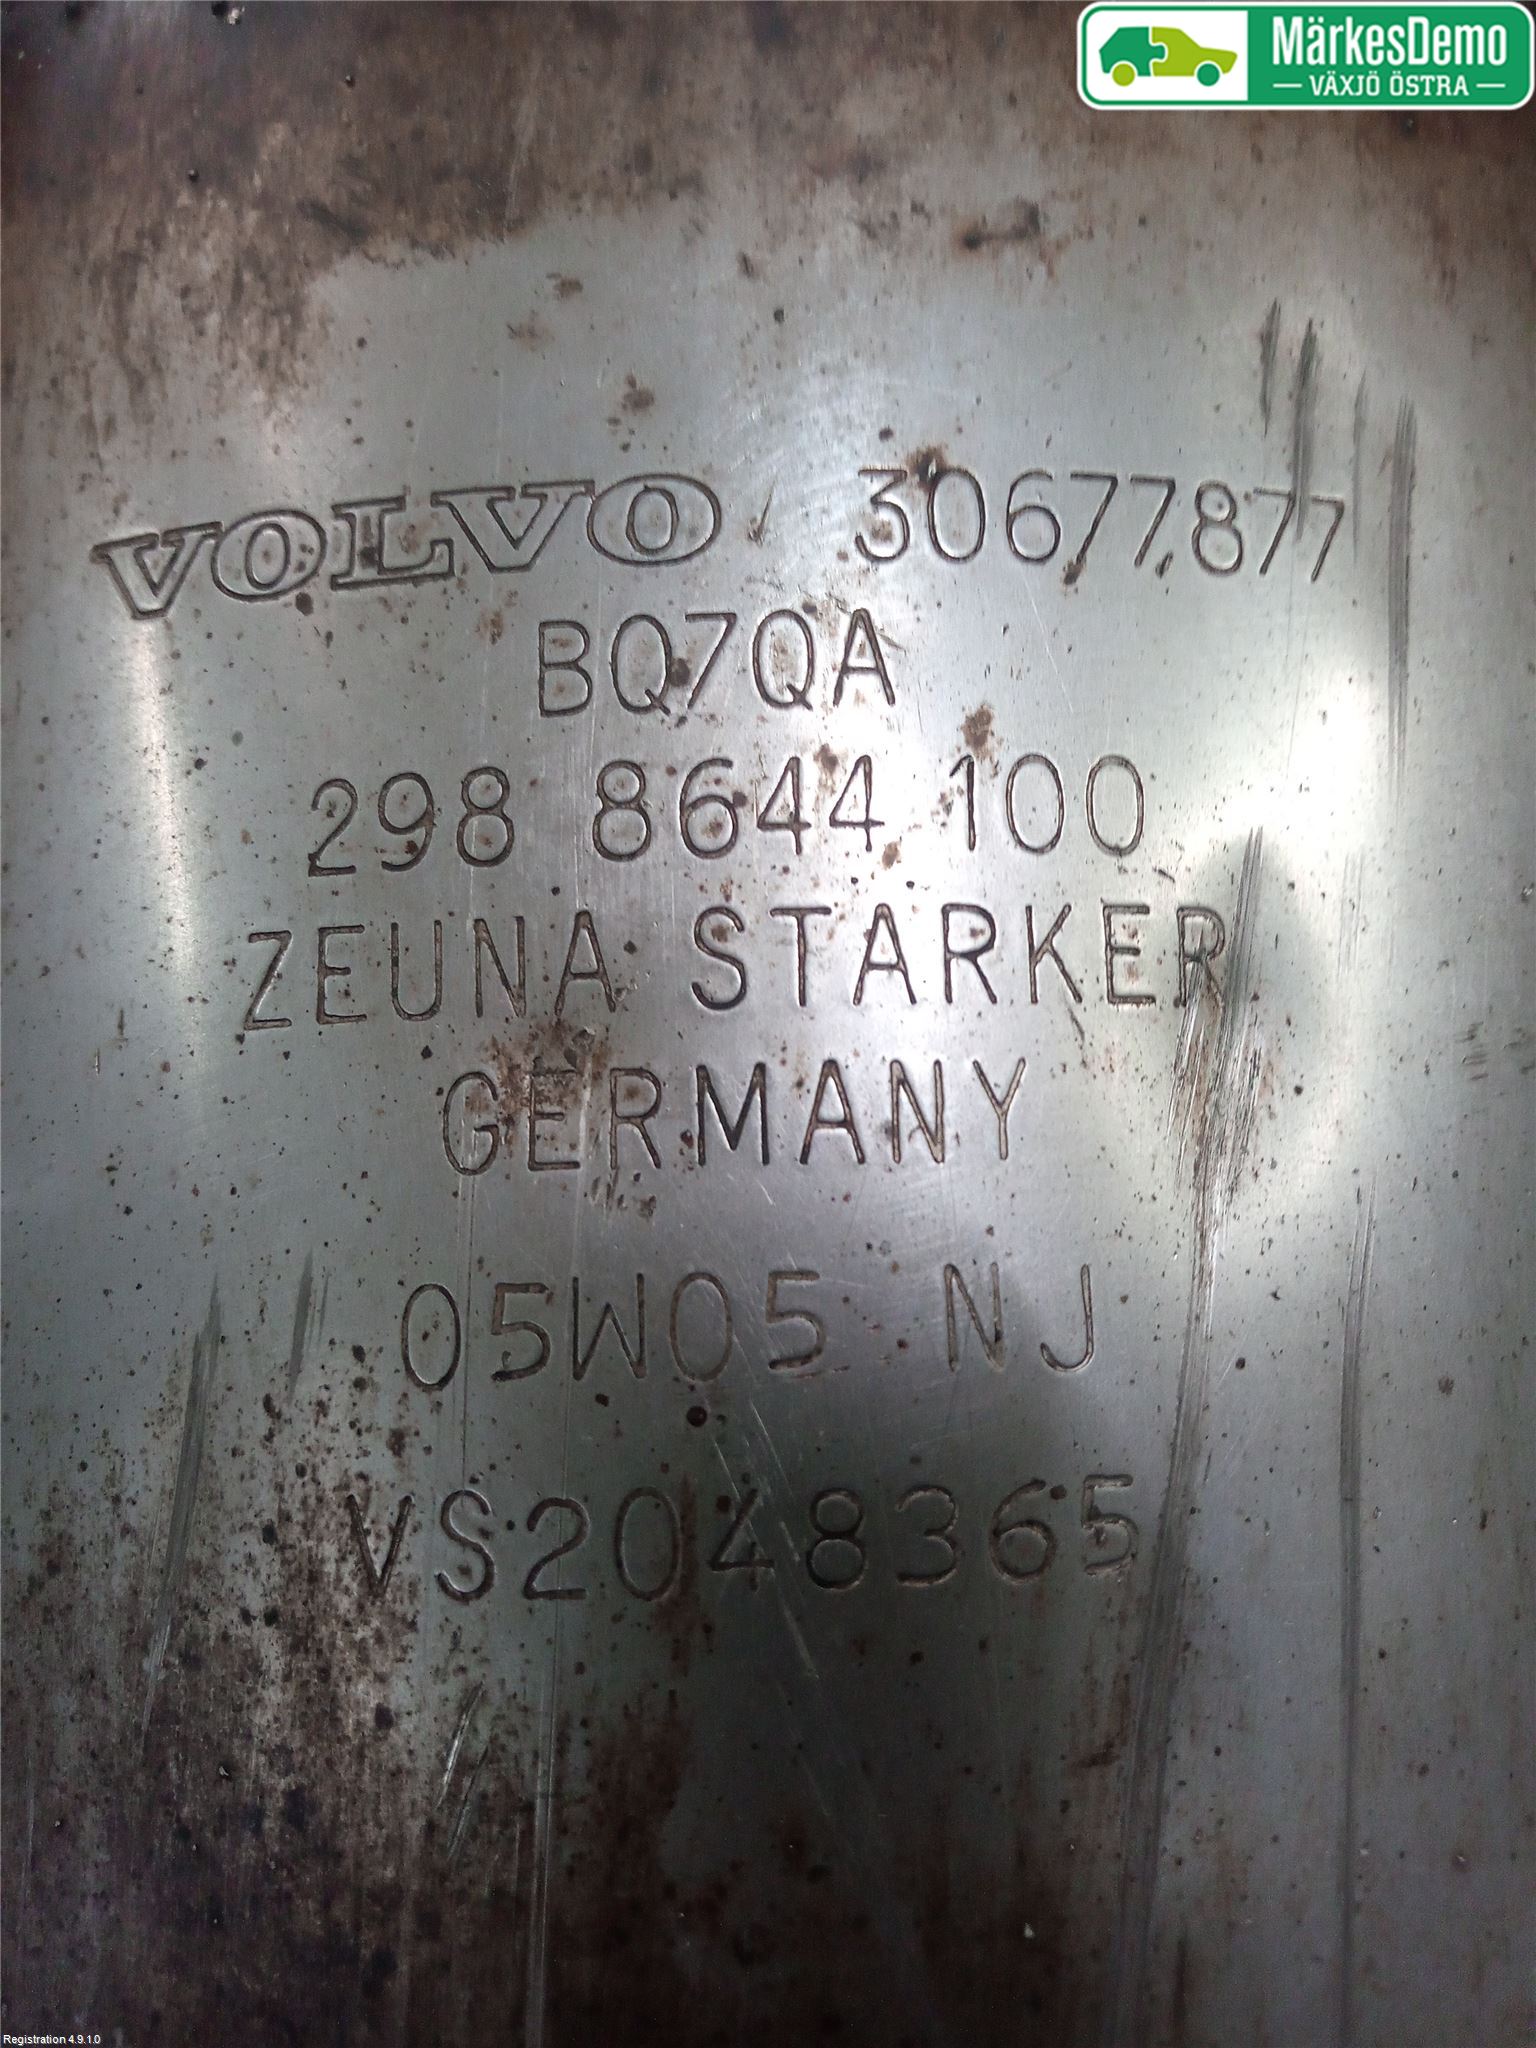 MärkesDemo
VÄXJÖ ÖSTRA
VOLVO 30677877
BQ7QA
298 8644 100
ZEUNA STARKER
GERMANY
05W05 NJ
VS2048365
Registration 4.9.1.0